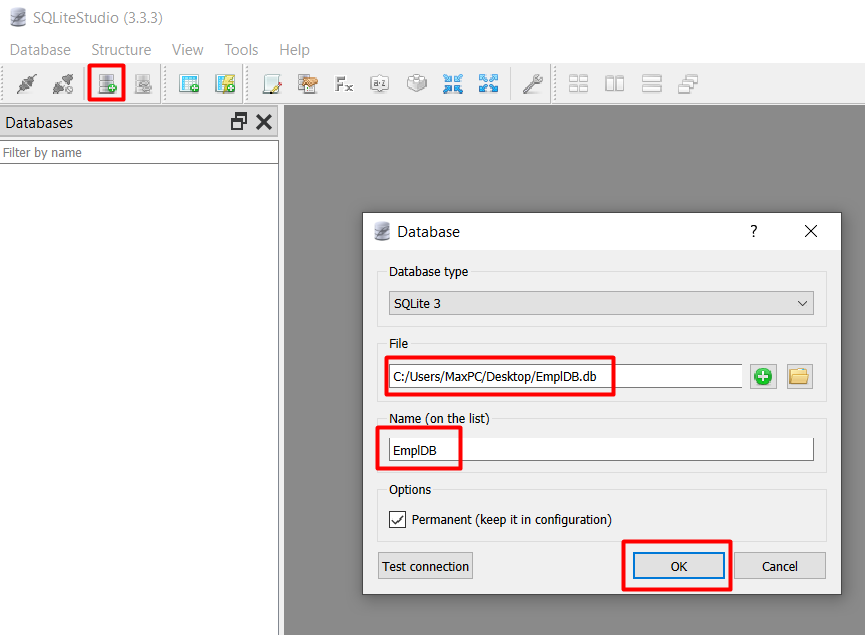 SQLiteStudio (3.3.3)
Database Structure View Tools Help
Databases
Filter by name
Database ?
Database type
SQLite 3
File
C:/Users/MaxPC/Desktop/EmplDB.db
Name (on the list)
EmplDB
Options
Permanent (keep it in configuration)
Test connection OK Cancel